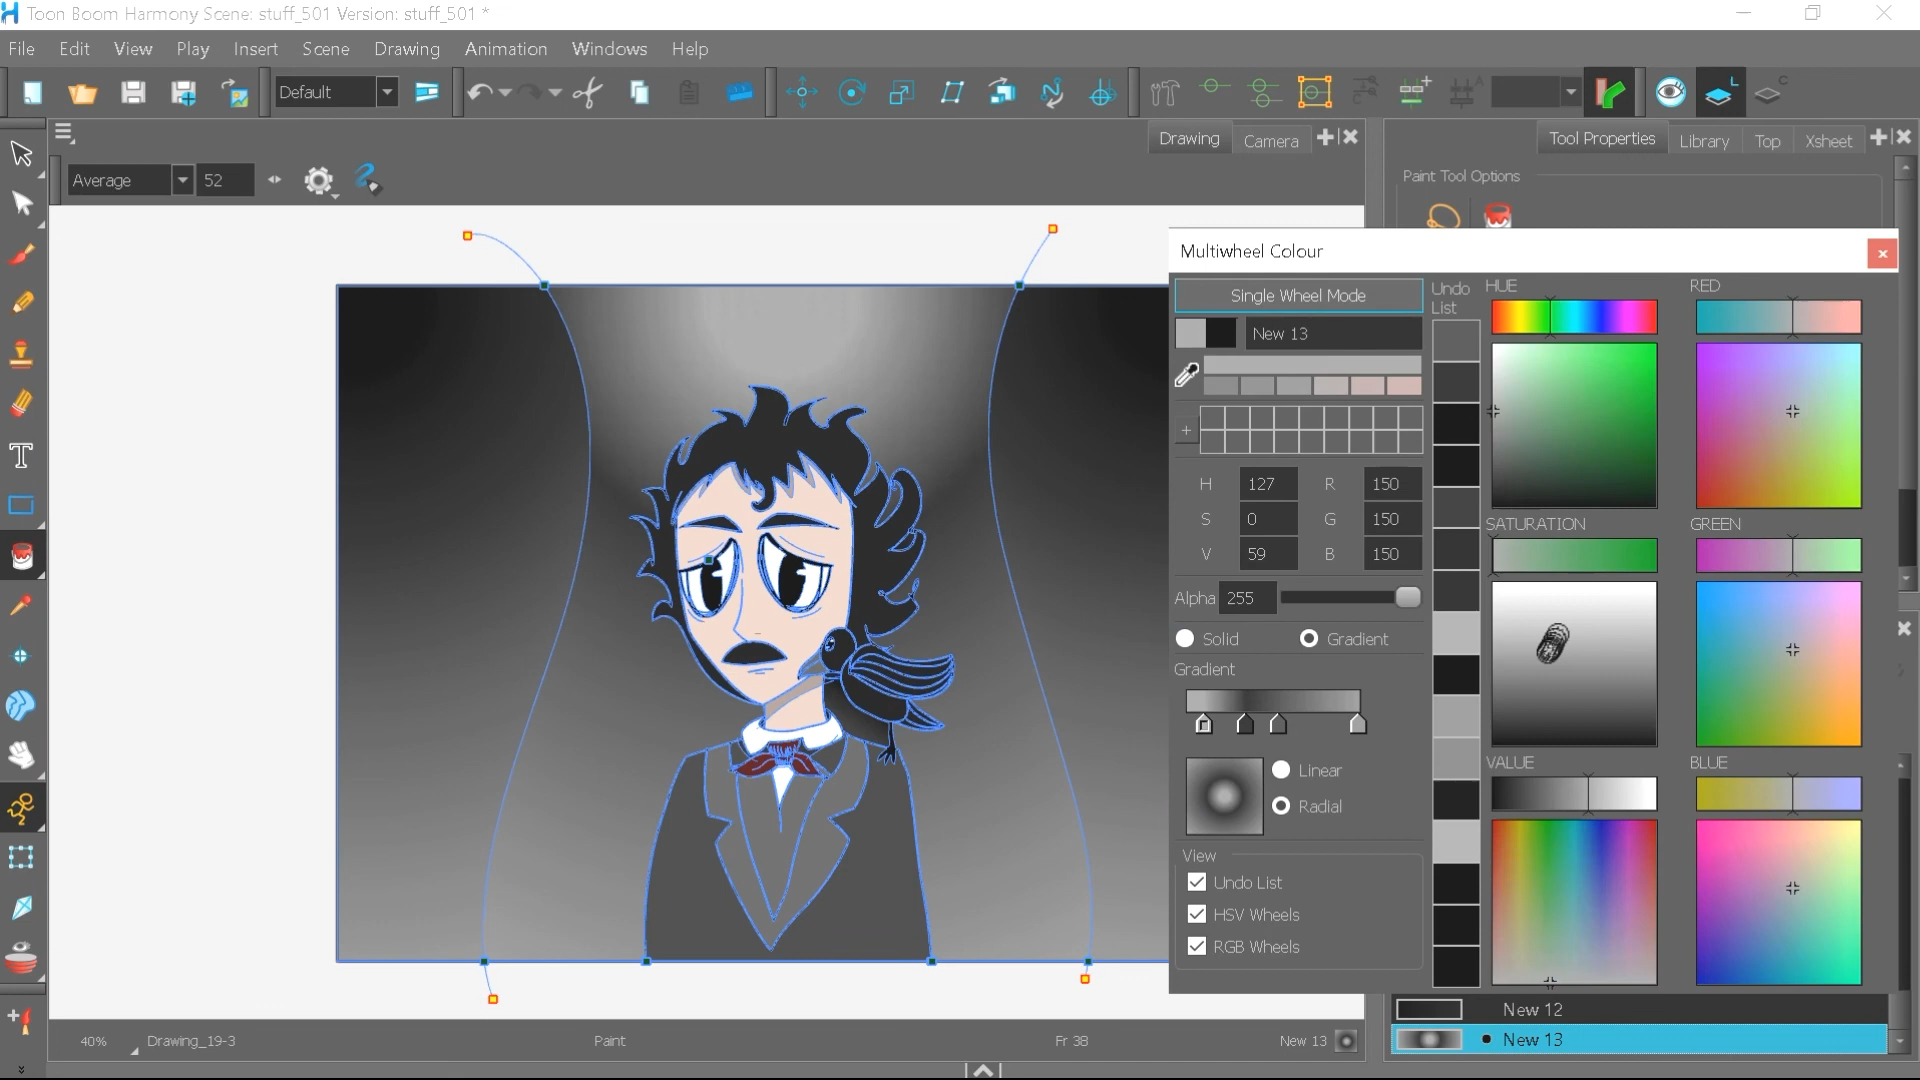 Toon Boom Harmony Scene: stuff_501 Version: stuff_501 *
File Edit View Play Insert Scene Drawing Animation Windows Help
Default
L
C
Drawing Camera
Tool Properties Library Top Xsheet
Average 52
Paint Tool Options
Multiwheel Colour
Single Wheel Mode
Undo List
HUE RED
New 13
H 127 R 150
S 0 G 150
V 59 B 150
SATURATION GREEN
Alpha 255
Solid Gradient
Gradient
Linear
Radial
VALUE BLUE
View
Undo List
HSV Wheels
RGB Wheels
New 12
New 13
40% Drawing_19-3 Paint Fr 38 New 13